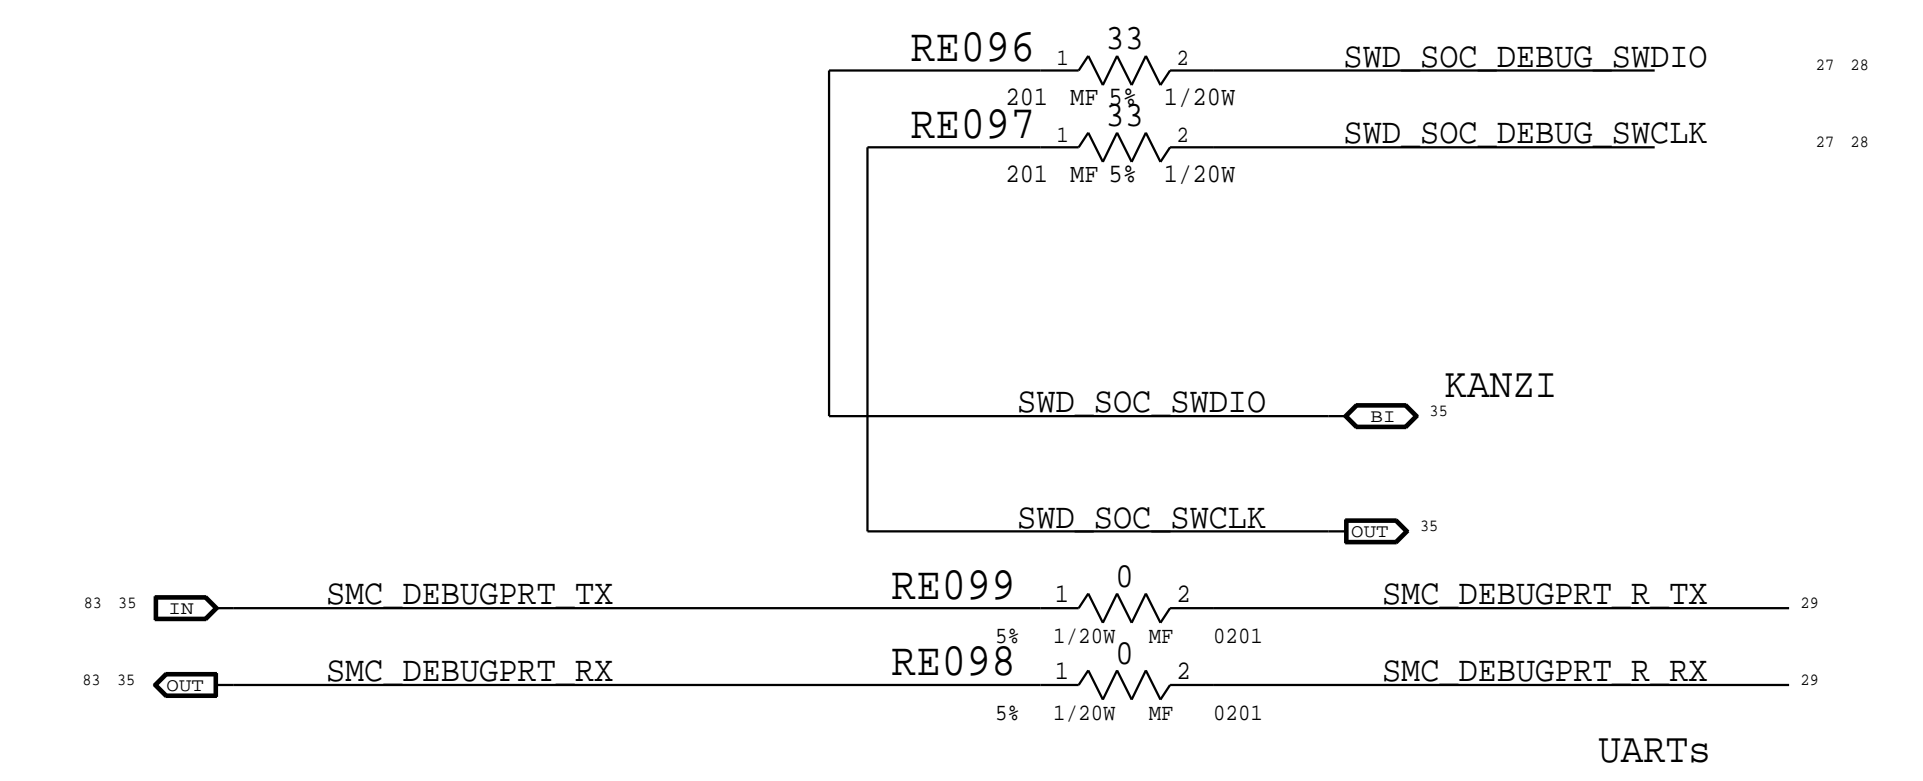 RE096 1 33 2 SWD_SOC_DEBUG_SWDIO 27 28
201 MF 5% 1/20W
RE097 1 33 2 SWD_SOC_DEBUG_SWCLK 27 28
201 MF 5% 1/20W
KANZI
SWD_SOC_SWDIO BI 35
SWD_SOC_SWCLK OUT 35
83 35 IN SMC_DEBUGPRT_TX RE099 1 0 2 SMC_DEBUGPRT_R_TX 29
5% 1/20W MF 0201
83 35 OUT SMC_DEBUGPRT_RX RE098 1 0 2 SMC_DEBUGPRT_R_RX 29
5% 1/20W MF 0201
UARTs